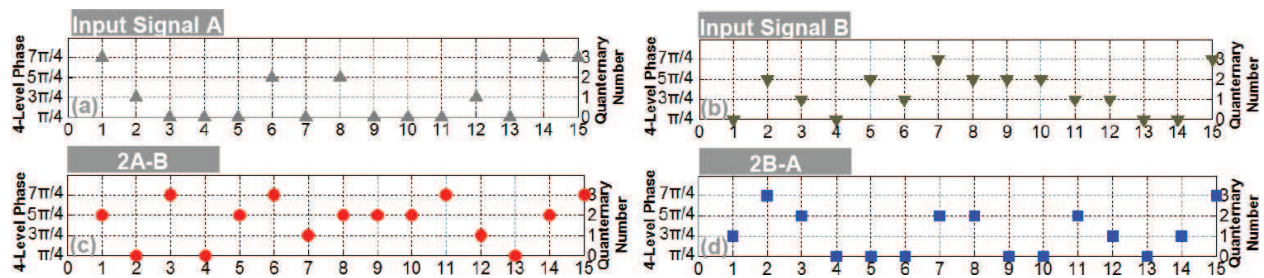 Input Signal A
4-Level Phase
7π/4
5π/4
3π/4
π/4
(a)
3
2
1
0
Quanternary
Number
0 1 2 3 4 5 6 7 8 9 10 11 12 13 14 15
Input Signal B
4-Level Phase
7π/4
5π/4
3π/4
π/4
(b)
3
2
1
0
Quanternary
Number
0 1 2 3 4 5 6 7 8 9 10 11 12 13 14 15
2A-B
4-Level Phase
7π/4
5π/4
3π/4
π/4
(c)
3
2
1
0
Quanternary
Number
0 1 2 3 4 5 6 7 8 9 10 11 12 13 14 15
2B-A
4-Level Phase
7π/4
5π/4
3π/4
π/4
(d)
3
2
1
0
Quanternary
Number
0 1 2 3 4 5 6 7 8 9 10 11 12 13 14 15